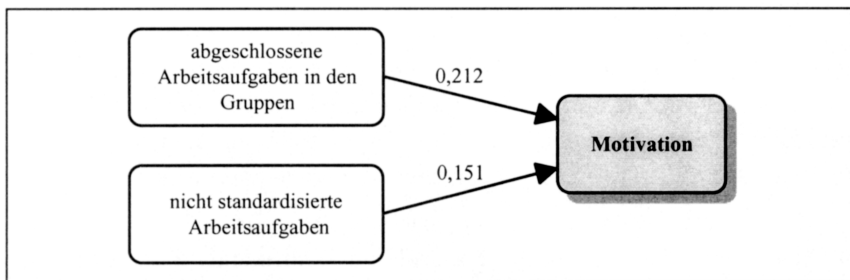 abgeschlossene
Arbeitsaufgaben in den
Gruppen
0,212
Motivation
0,151
nicht standardisierte
Arbeitsaufgaben